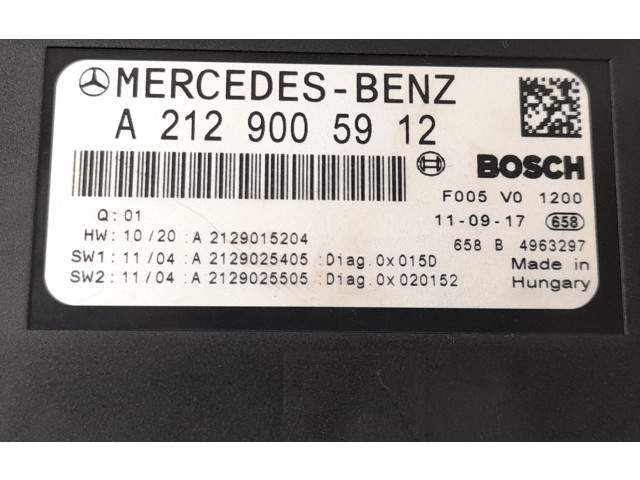 MERCEDES-BENZ
A 212 900 59 12
BOSCH
F005 V0 1200
Q: 01
11-09-17 658
HW: 10/20 :A 2129015204
658 B 4963297
SW1: 11/04 :A 2129025405 :Diag.0x015D
Made in
SW2: 11/04 :A 2129025505 :Diag.0x020152
Hungary